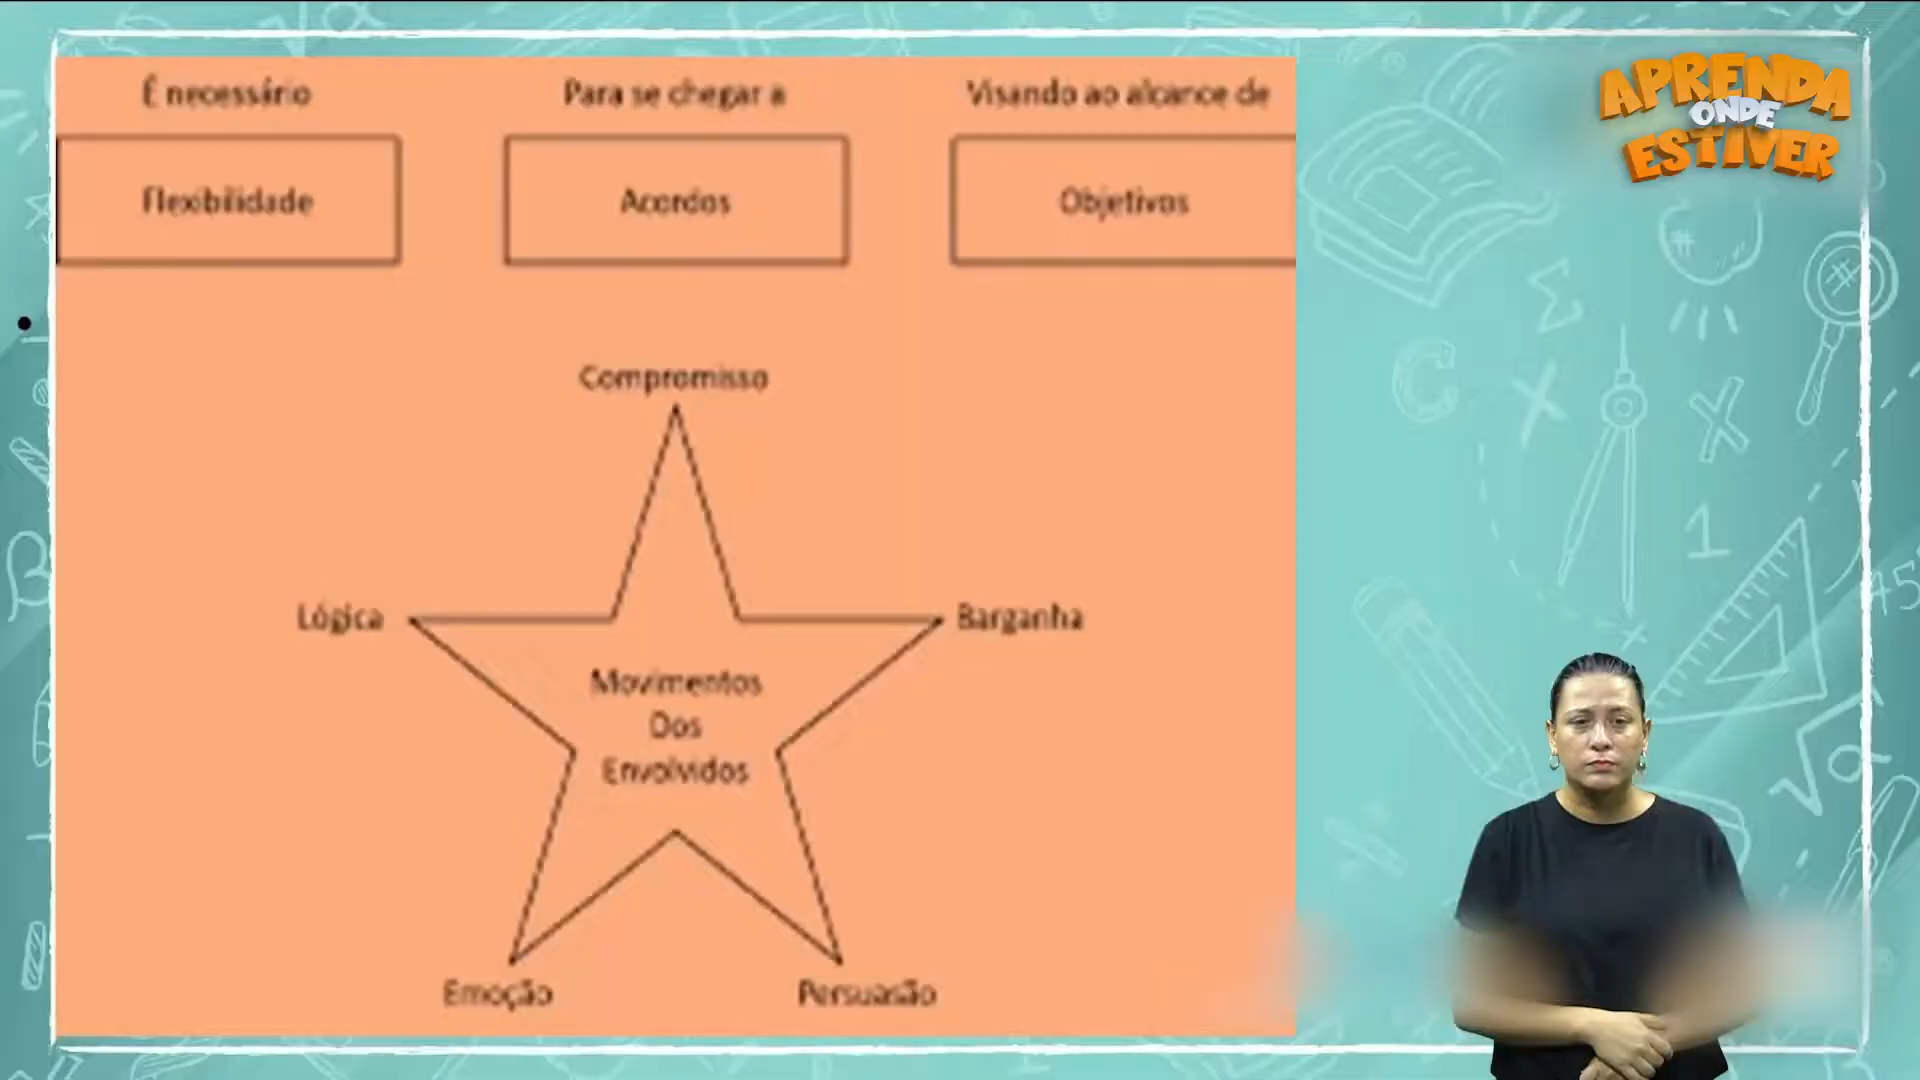 É necessário
Para se chegar a
Visando ao alcance de
Flexibilidade
Acordos
Objetivos
Compromisso
Lógica
Barganha
Movimentos
Dos
Envolvidos
Emoção
Persuasão
APRENDA
ONDE
ESTIVER